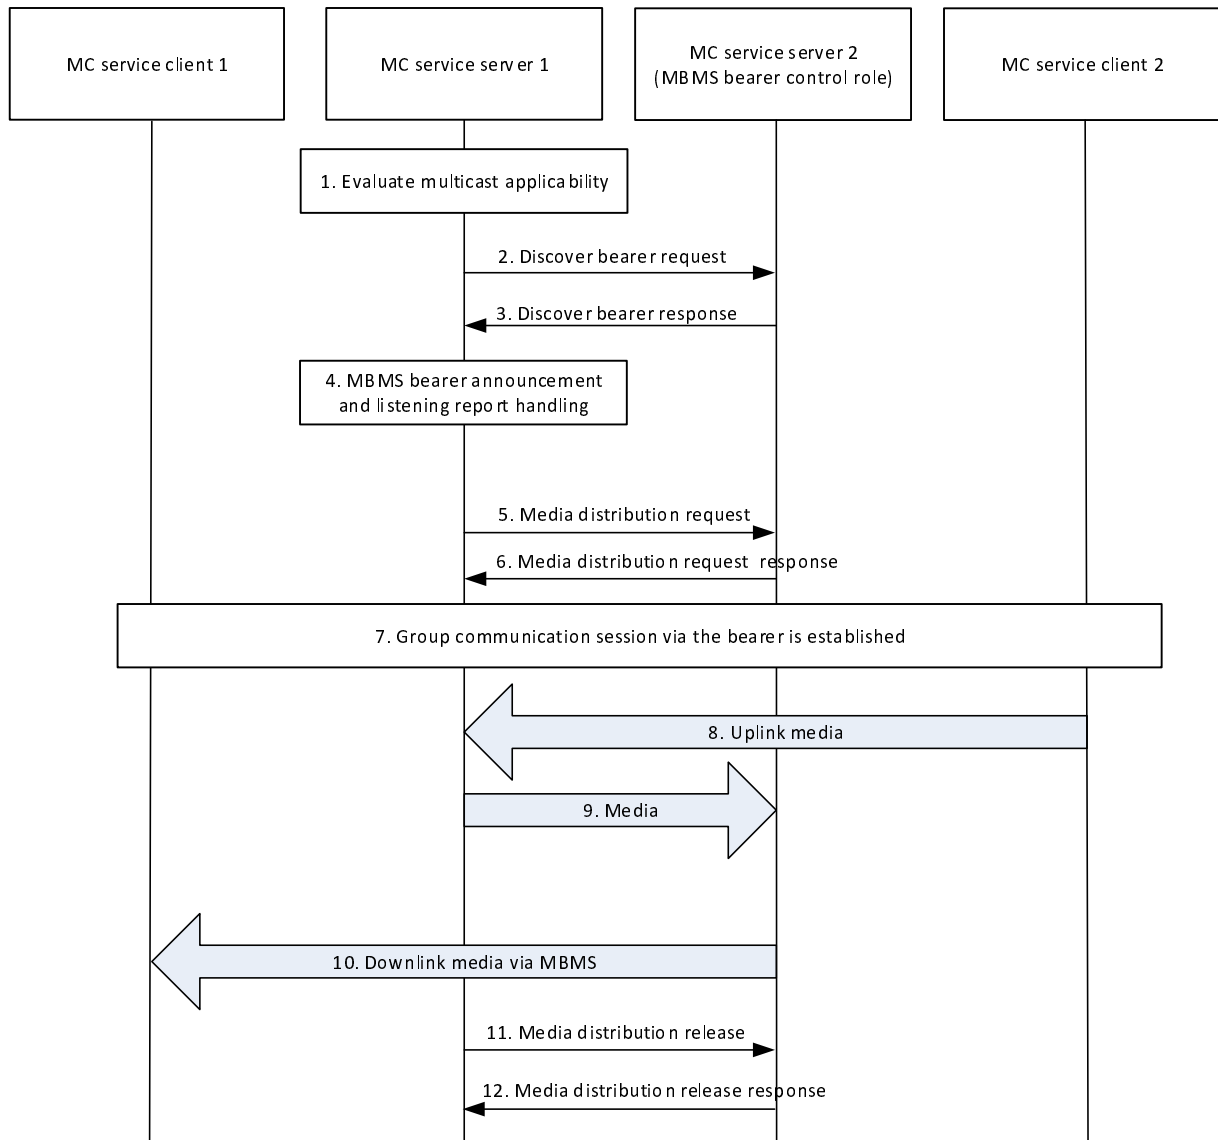 MC service client 1
MC service server 1
MC service server 2
(MBMS bearer control role)
MC service client 2
1. Evaluate multicast applicability
2. Discover bearer request
3. Discover bearer response
4. MBMS bearer announcement
and listening report handling
5. Media distribution request
6. Media distribution request response
7. Group communication session via the bearer is established
8. Uplink media
9. Media
10. Downlink media via MBMS
11. Media distribution release
12. Media distribution release response